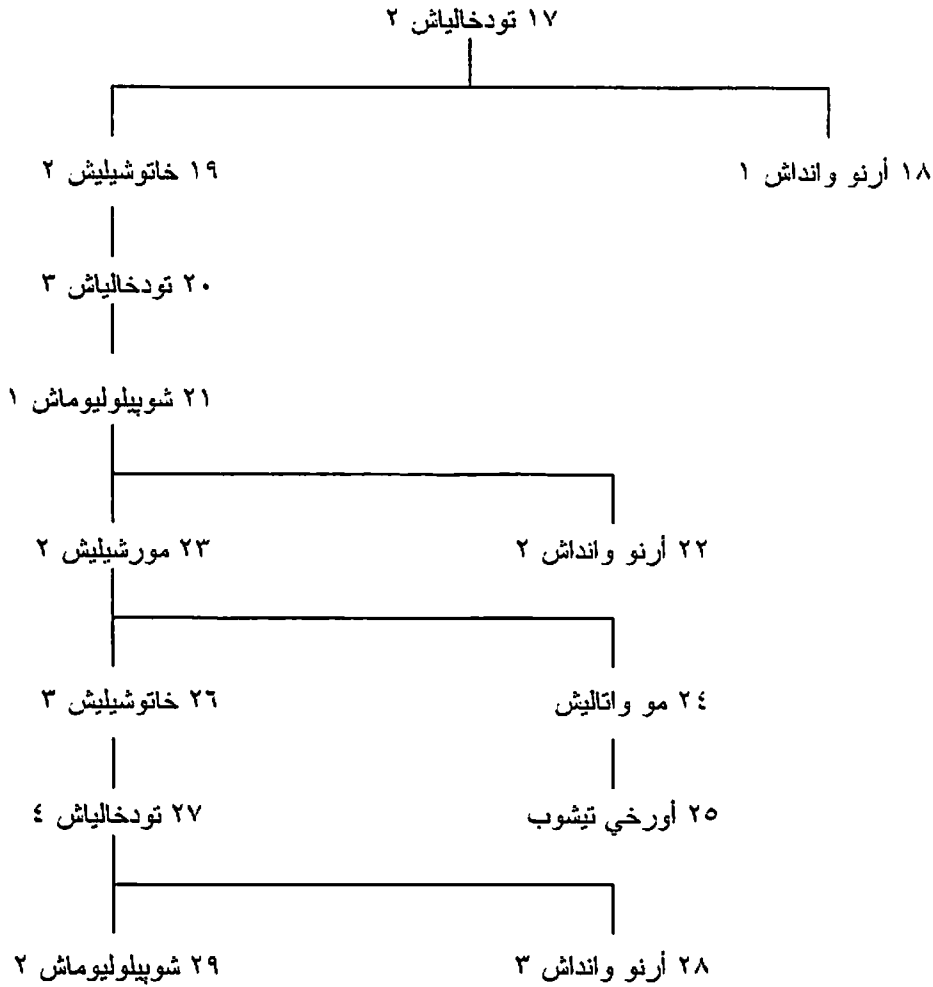 ١٧ تودخالياش ٢
١٨ أرنو وانداش ١
١٩ خاتوشيليش ٢
٢٠ تودخالياش ٣
٢١ شوپيلوليوماش ١
٢٢ أرنو وانداش ٢
٢٣ مورشيليش ٢
٢٤ مو واتاليش
٢٦ خاتوشيليش ٣
٢٥ أورخي تيشوب
٢٧ تودخالياش ٤
٢٨ أرنو وانداش ٣
٢٩ شوپيلوليوماش ٢